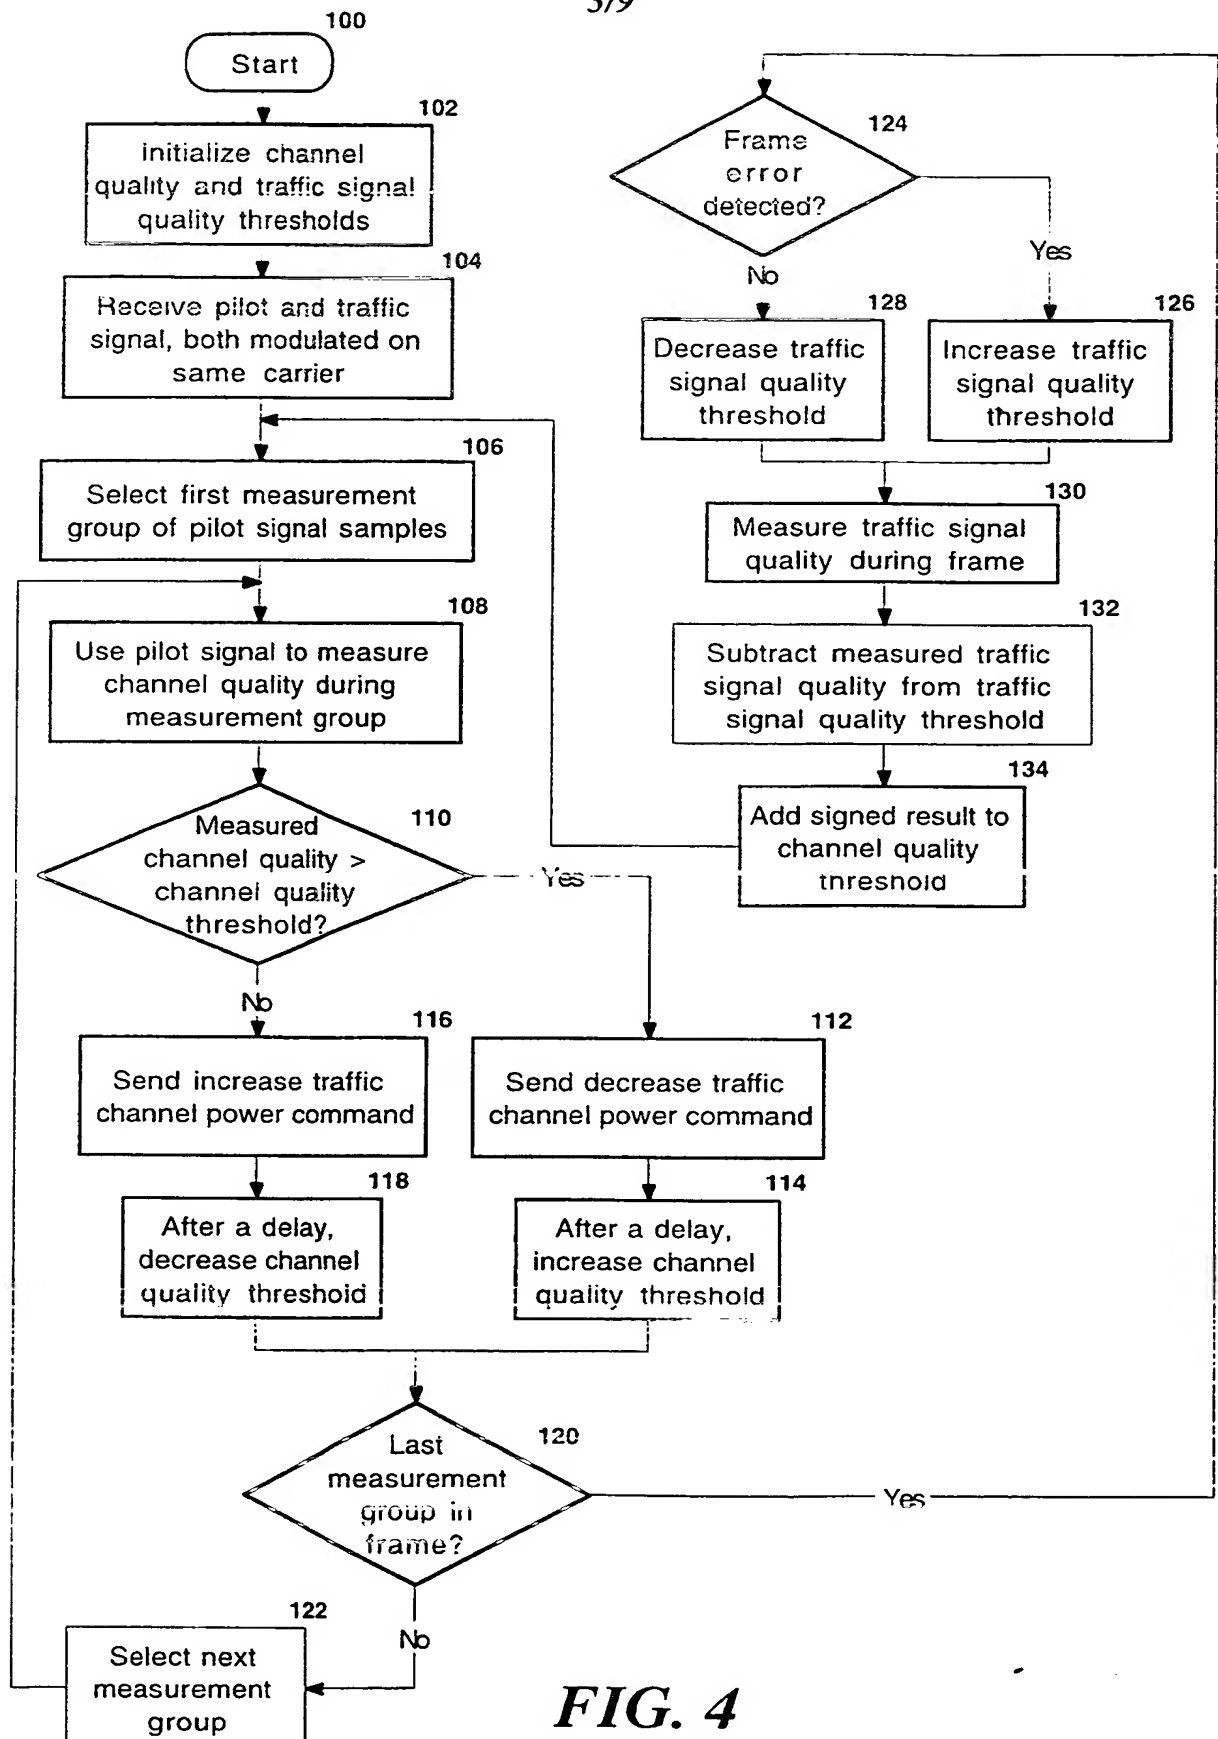 3/9
100
Start
102
Initialize channel
quality and traffic signal
quality thresholds
104
Receive pilot and traffic
signal, both modulated on
same carrier
106
Select first measurement
group of pilot signal samples
108
Use pilot signal to measure
channel quality during
measurement group
110
Measured
channel quality >
channel quality
threshold?
Yes
No
116
Send increase traffic
channel power command
112
Send decrease traffic
channel power command
118
After a delay,
decrease channel
quality threshold
114
After a delay,
increase channel
quality threshold
120
Last
measurement
group in
frame?
Yes
No
122
Select next
measurement
group
124
Frame
error
detected?
Yes
No
128
Decrease traffic
signal quality
threshold
126
Increase traffic
signal quality
threshold
130
Measure traffic signal
quality during frame
132
Subtract measured traffic
signal quality from traffic
signal quality threshold
134
Add signed result to
channel quality
threshold
FIG. 4